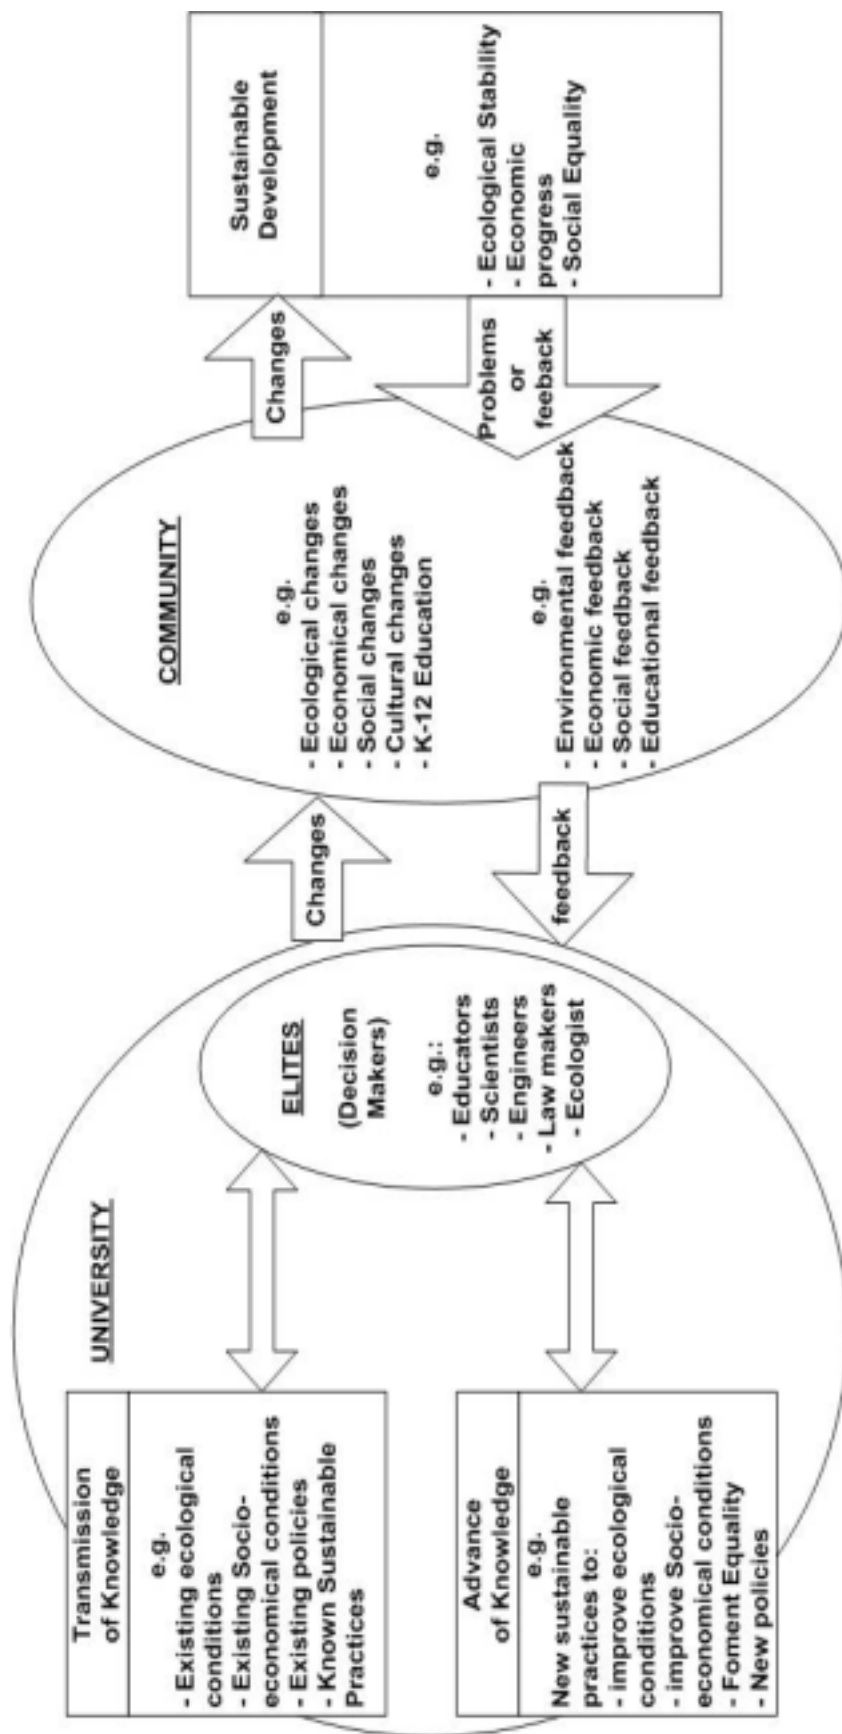 UNIVERSITY
Transmission
of Knowledge
e.g.
- Existing ecological
conditions
- Existing Socio-
economical conditions
- Existing policies
- Known Sustainable
Practices
Advance
of Knowledge
e.g.
New sustainable
practices to:
- improve ecological
conditions
- improve Socio-
economical conditions
- Foment Equality
- New policies
ELITES
(Decision
Makers)
e.g.:
- Educators
- Scientists
- Engineers
- Law makers
- Ecologist
Changes
feedback
COMMUNITY
e.g.
- Ecological changes
- Economical changes
- Social changes
- Cultural changes
- K-12 Education
e.g.
- Environmental feedback
- Economic feedback
- Social feedback
- Educational feedback
Changes
Problems
or
feeback
Sustainable
Development
e.g.
- Ecological Stability
- Economic
progress
- Social Equality